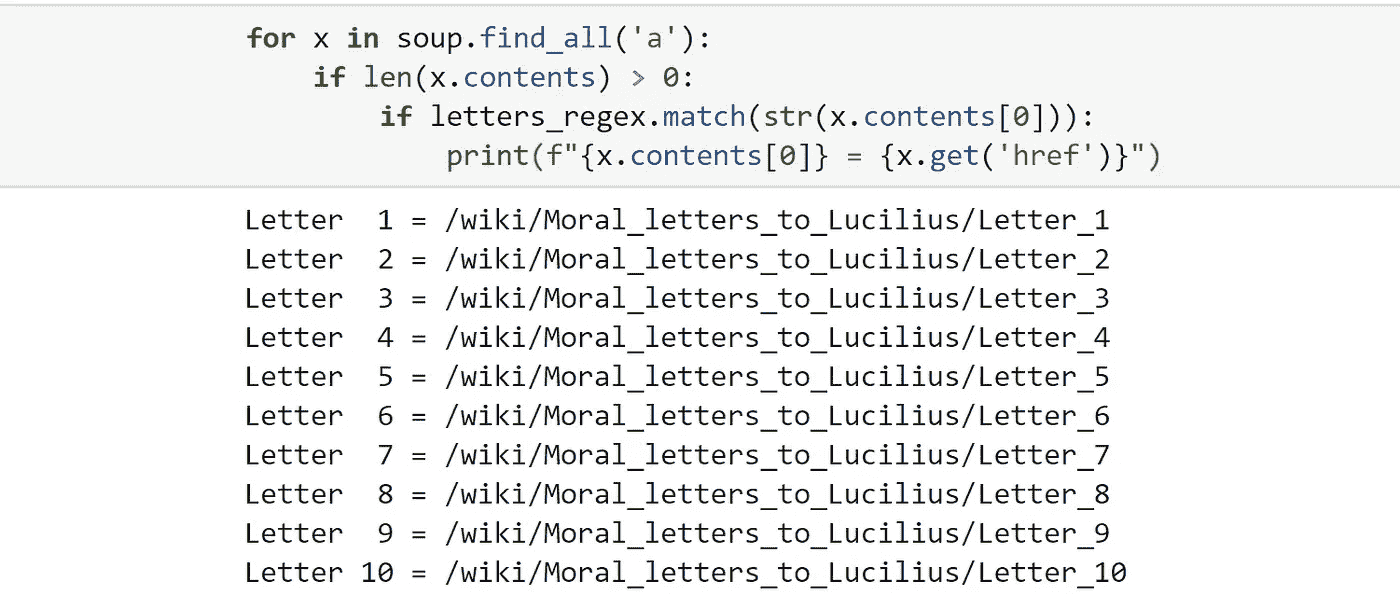 for x in soup.find_all('a'):
    if len(x.contents) > 0:
        if letters_regex.match(str(x.contents[0])):
            print(f"{x.contents[0]} = {x.get('href')}")
Letter  1 = /wiki/Moral_letters_to_Lucilius/Letter_1
Letter  2 = /wiki/Moral_letters_to_Lucilius/Letter_2
Letter  3 = /wiki/Moral_letters_to_Lucilius/Letter_3
Letter  4 = /wiki/Moral_letters_to_Lucilius/Letter_4
Letter  5 = /wiki/Moral_letters_to_Lucilius/Letter_5
Letter  6 = /wiki/Moral_letters_to_Lucilius/Letter_6
Letter  7 = /wiki/Moral_letters_to_Lucilius/Letter_7
Letter  8 = /wiki/Moral_letters_to_Lucilius/Letter_8
Letter  9 = /wiki/Moral_letters_to_Lucilius/Letter_9
Letter 10 = /wiki/Moral_letters_to_Lucilius/Letter_10